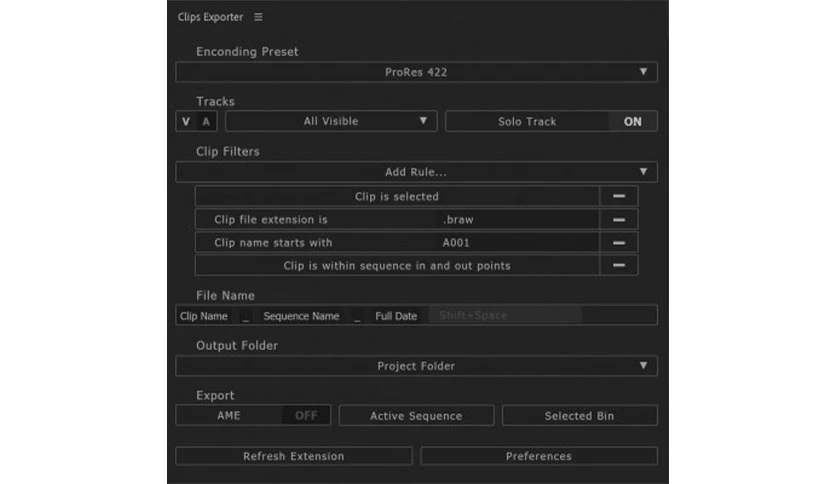 Clips Exporter
Enconding Preset
ProRes 422
Tracks
V A All Visible Solo Track ON
Clip Filters
Add Rule...
Clip is selected
Clip file extension is .braw
Clip name starts with A001
Clip is within sequence in and out points
File Name
Clip Name _ Sequence Name _ Full Date Shift+Space
Output Folder
Project Folder
Export
AME OFF Active Sequence Selected Bin
Refresh Extension Preferences